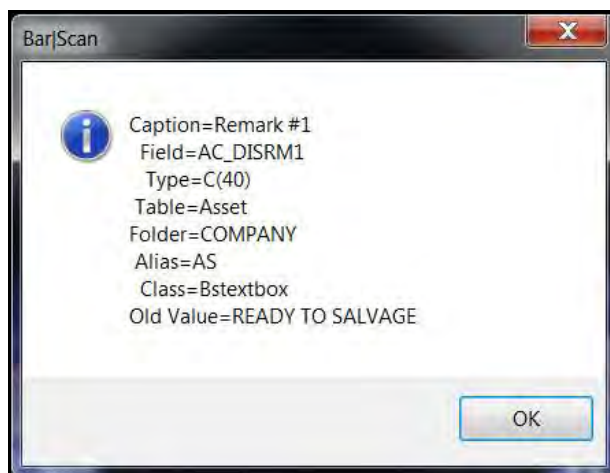 Bar|Scan
Caption=Remark #1
Field=AC_DISRM1
Type=C(40)
Table=Asset
Folder=COMPANY
Alias=AS
Class=Bstextbox
Old Value=READY TO SALVAGE
OK